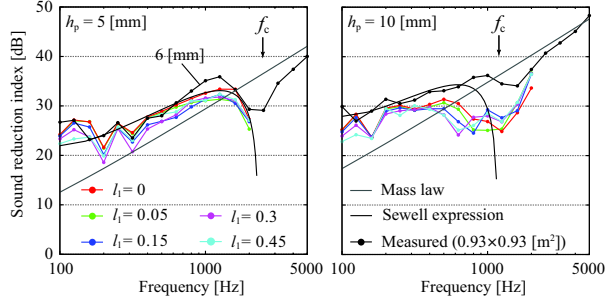 h_p = 5 [mm]
f_c
6 [mm]
Sound reduction index [dB]
50
40
30
20
10
0
l_1= 0
l_1= 0.05
l_1= 0.15
l_1= 0.3
l_1= 0.45
100
1000
5000
Frequency [Hz]
h_p = 10 [mm]
f_c
Mass law
Sewell expression
Measured (0.93×0.93 [m²])
100
1000
5000
Frequency [Hz]